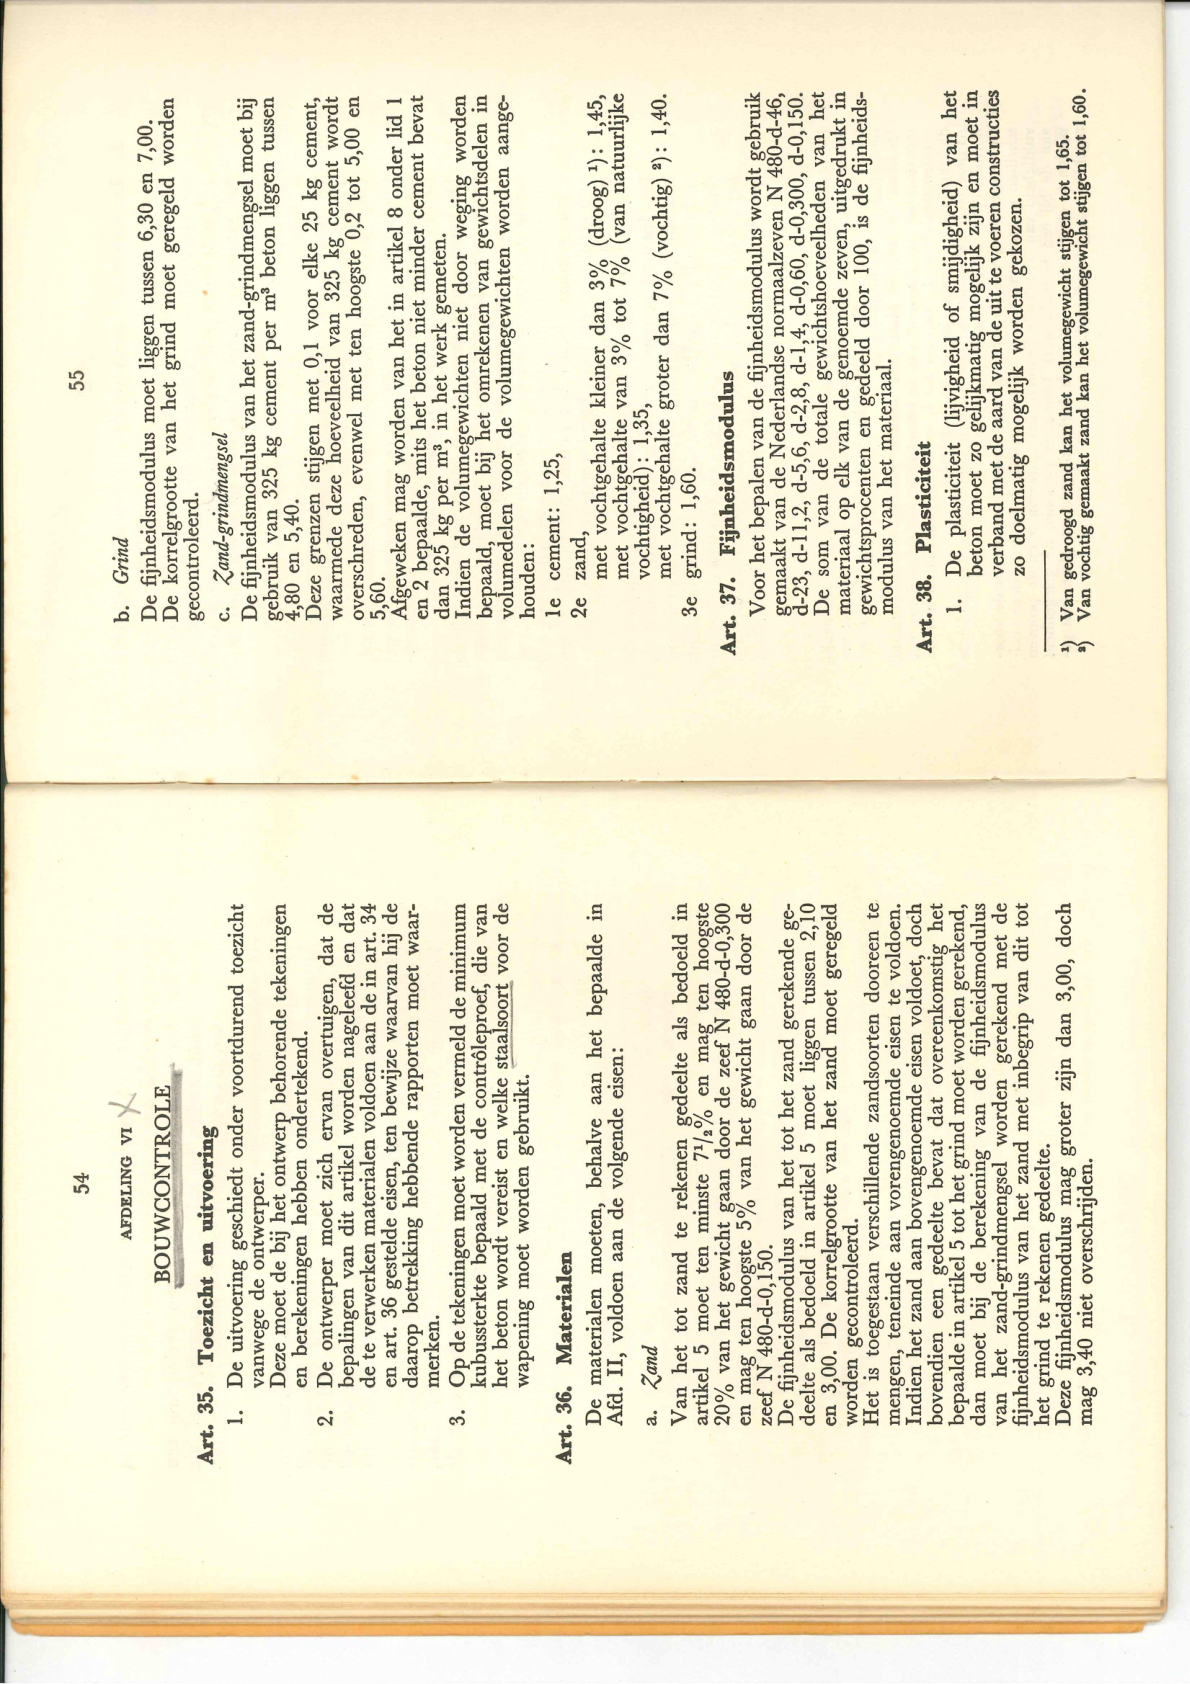 54
AFDELING VI X
BOUWCONTROLE
Art. 35. Toezicht en uitvoering
1. De uitvoering geschiedt onder voortdurend toezicht
vanwege de ontwerper.
Deze moet de bij het ontwerp behorende tekeningen
en berekeningen hebben ondertekend.
2. De ontwerper moet zich ervan overtuigen, dat de
bepalingen van dit artikel worden nageleefd en dat
de te verwerken materialen voldoen aan de in art. 34
en art. 36 gestelde eisen, ten bewijze waarvan hij de
daarop betrekking hebbende rapporten moet waar-
merken.
3. Op de tekeningen moet worden vermeld de minimum
kubussterkte bepaald met de contrôleproef, die van
het beton wordt vereist en welke staalsoort voor de
wapening moet worden gebruikt.
Art. 36. Materialen
De materialen moeten, behalve aan het bepaalde in
Afd. II, voldoen aan de volgende eisen:
a. Zand
Van het tot zand te rekenen gedeelte als bedoeld in
artikel 5 moet ten minste 7¹/₂% en mag ten hoogste
20% van het gewicht gaan door de zeef N 480-d-0,300
en mag ten hoogste 5% van het gewicht gaan door de
zeef N 480-d-0,150.
De fijnheidsmodulus van het tot het zand gerekende ge-
deelte als bedoeld in artikel 5 moet liggen tussen 2,10
en 3,00. De korrelgrootte van het zand moet geregeld
worden gecontroleerd.
Het is toegestaan verschillende zandsoorten dooreen te
mengen, teneinde aan vorengenoemde eisen te voldoen.
Indien het zand aan bovengenoemde eisen voldoet, doch
bovendien een gedeelte bevat dat overeenkomstig het
bepaalde in artikel 5 tot het grind moet worden gerekend,
dan moet bij de berekening van de fijnheidsmodulus
van het zand-grindmengsel worden gerekend met de
fijnheidsmodulus van het zand met inbegrip van dit tot
het grind te rekenen gedeelte.
Deze fijnheidsmodulus mag groter zijn dan 3,00, doch
mag 3,40 niet overschrijden.
55
b. Grind
De fijnheidsmodulus moet liggen tussen 6,30 en 7,00.
De korrelgrootte van het grind moet geregeld worden
gecontroleerd.
c. Zand-grindmengsel
De fijnheidsmodulus van het zand-grindmengsel moet bij
gebruik van 325 kg cement per m³ beton liggen tussen
4,80 en 5,40.
Deze grenzen stijgen met 0,1 voor elke 25 kg cement,
waarmede deze hoeveelheid van 325 kg cement wordt
overschreden, evenwel met ten hoogste 0,2 tot 5,00 en
5,60.
Afgeweken mag worden van het in artikel 8 onder lid 1
en 2 bepaalde, mits het beton niet minder cement bevat
dan 325 kg per m³, in het werk gemeten.
Indien de volumegewichten niet door weging worden
bepaald, moet bij het omrekenen van gewichtsdelen in
volumedelen voor de volumegewichten worden aange-
houden:
1e cement: 1,25,
2e zand,
met vochtgehalte kleiner dan 3% (droog) ¹): 1,45,
met vochtgehalte van 3% tot 7% (van natuurlijke
vochtigheid): 1,35,
met vochtgehalte groter dan 7% (vochtig) ²): 1,40.
3e grind: 1,60.
Art. 37. Fijnheidsmodulus
Voor het bepalen van de fijnheidsmodulus wordt gebruik
gemaakt van de Nederlandse normaalzeven N 480-d-46,
d-23, d-11,2, d-5,6, d-2,8, d-1,4, d-0,60, d-0,300, d-0,150.
De som van de totale gewichtshoeveelheden van het
materiaal op elk van de genoemde zeven, uitgedrukt in
gewichtsprocenten en gedeeld door 100, is de fijnheids-
modulus van het materiaal.
Art. 38. Plasticiteit
1. De plasticiteit (lijvigheid of smijdigheid) van het
beton moet zo gelijkmatig mogelijk zijn en moet in
verband met de aard van de uit te voeren constructies
zo doelmatig mogelijk worden gekozen.
¹) Van gedroogd zand kan het volumegewicht stijgen tot 1,65.
²) Van vochtig gemaakt zand kan het volumegewicht stijgen tot 1,60.